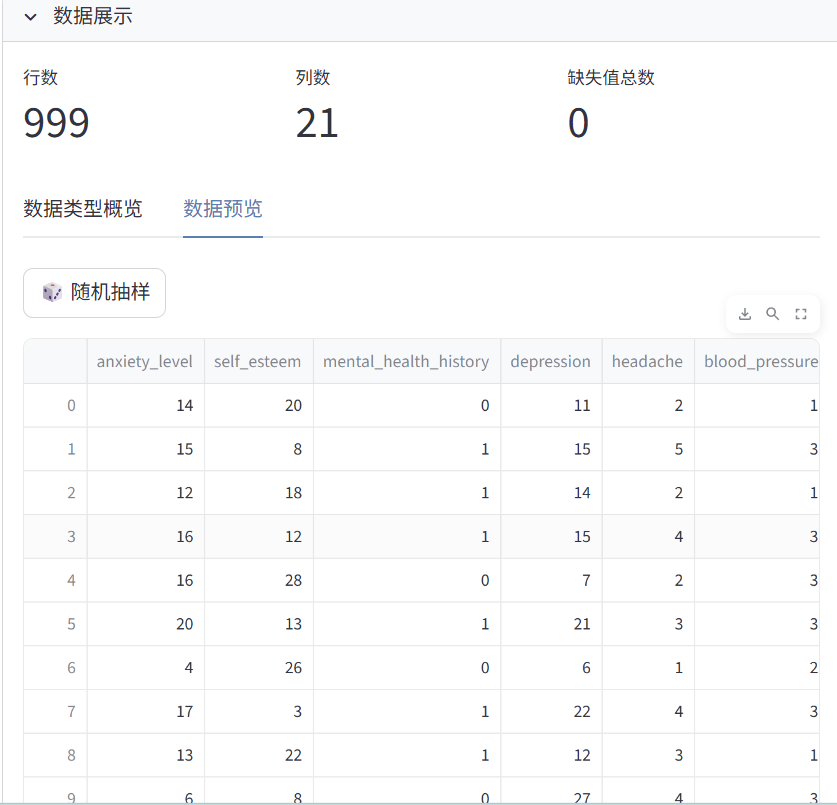 数据展示
行数 列数 缺失值总数
999 21 0
数据类型概览 数据预览
随机抽样
anxiety_level self_esteem mental_health_history depression headache blood_pressure
0 14 20 0 11 2 1
1 15 8 1 15 5 3
2 12 18 1 14 2 1
3 16 12 1 15 4 3
4 16 28 0 7 2 3
5 20 13 1 21 3 3
6 4 26 0 6 1 2
7 17 3 1 22 4 3
8 13 22 1 12 3 1
9 6 8 0 27 4 3